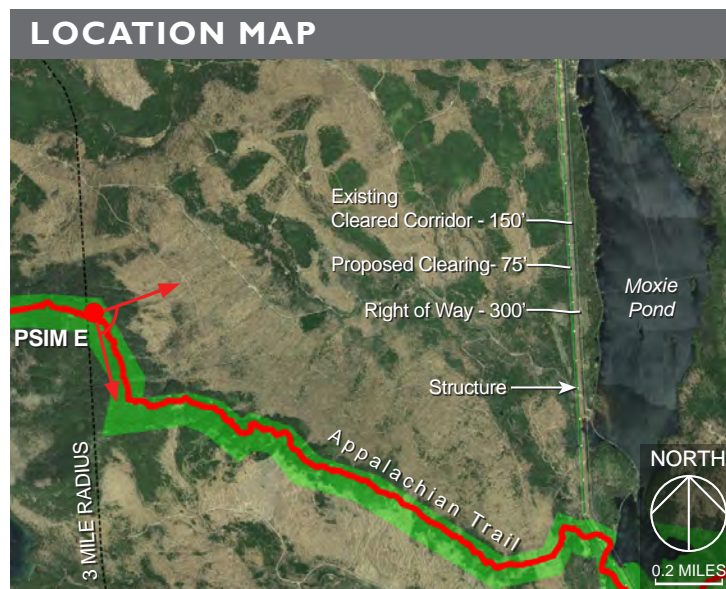 LOCATION MAP
Existing
Cleared Corridor - 150'
Proposed Clearing- 75'
Right of Way - 300'
Moxie
Pond
PSIM E
Structure
Appalachian Trail
3 MILE RADIUS
NORTH
0.2 MILES